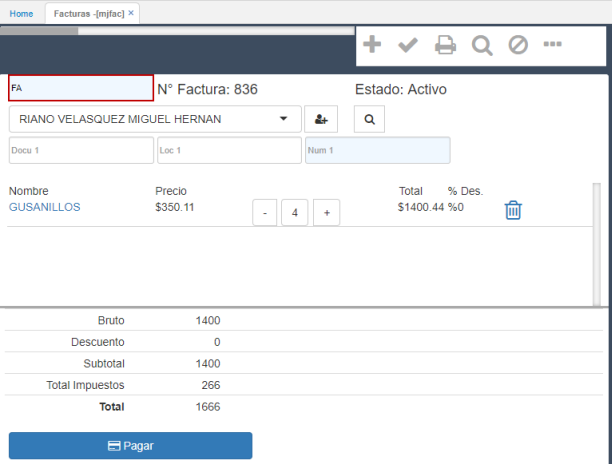 Home Facturas -[mjfac] ×
FA N° Factura: 836 Estado: Activo
RIANO VELASQUEZ MIGUEL HERNAN
Docu 1 Loc 1 Num 1
Nombre Precio Total % Des.
GUSANILLOS $350.11 - 4 + $1400.44 %0
Bruto 1400
Descuento 0
Subtotal 1400
Total Impuestos 266
Total 1666
Pagar